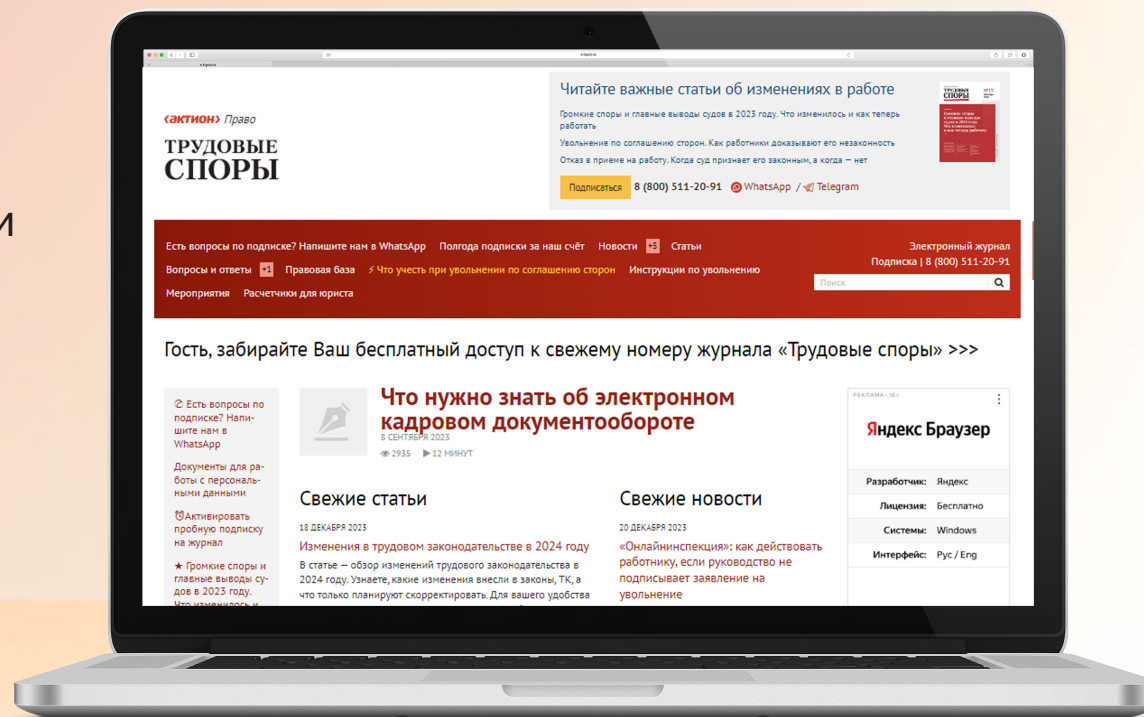 и
e.tspor.ru
e.tspor.ru
Читайте важные статьи об изменениях в работе
Громкие споры и главные выводы судов в 2023 году. Что изменилось и как теперь
работать
Увольнение по соглашению сторон. Как работники доказывают его незаконность
Отказ в приеме на работу. Когда суд признает его законным, а когда — нет
Подписаться 8 (800) 511-20-91 WhatsApp / Telegram
ТРУДОВЫЕ
СПОРЫ
‹актион› Право
ТРУДОВЫЕ
СПОРЫ
Есть вопросы по подписке? Напишите нам в WhatsApp Полгода подписки за наш счёт Новости +5 Статьи
Вопросы и ответы +1 Правовая база ⚡ Что учесть при увольнении по соглашению сторон Инструкции по увольнению
Мероприятия Расчетчики для юриста
Электронный журнал
Подписка | 8 (800) 511-20-91
Поиск
Гость, забирайте Ваш бесплатный доступ к свежему номеру журнала «Трудовые споры» >>>
✆ Есть вопросы по
подписке? Напи-
шите нам в
WhatsApp
Документы для ра-
боты с персональ-
ными данными
⏰Активировать
пробную подписку
на журнал
★ Громкие споры и
главные выводы су-
дов в 2023 году.
Что изменилось и
Что нужно знать об электронном
кадровом документообороте
8 СЕНТЯБРЯ 2023
2935 ▶ 12 МИНУТ
Свежие статьи
18 ДЕКАБРЯ 2023
Изменения в трудовом законодательстве в 2024 году
В статье — обзор изменений трудового законодательства в
2024 году. Узнаете, какие изменения внесли в законы, ТК, а
что только планируют скорректировать. Для вашего удобства
Свежие новости
20 ДЕКАБРЯ 2023
«Онлайнинспекция»: как действовать
работнику, если руководство не
подписывает заявление на
увольнение
РЕКЛАМА • 16+
Яндекс Браузер
Разработчик: Яндекс
Лицензия: Бесплатно
Системы: Windows
Интерфейс: Рус / Eng